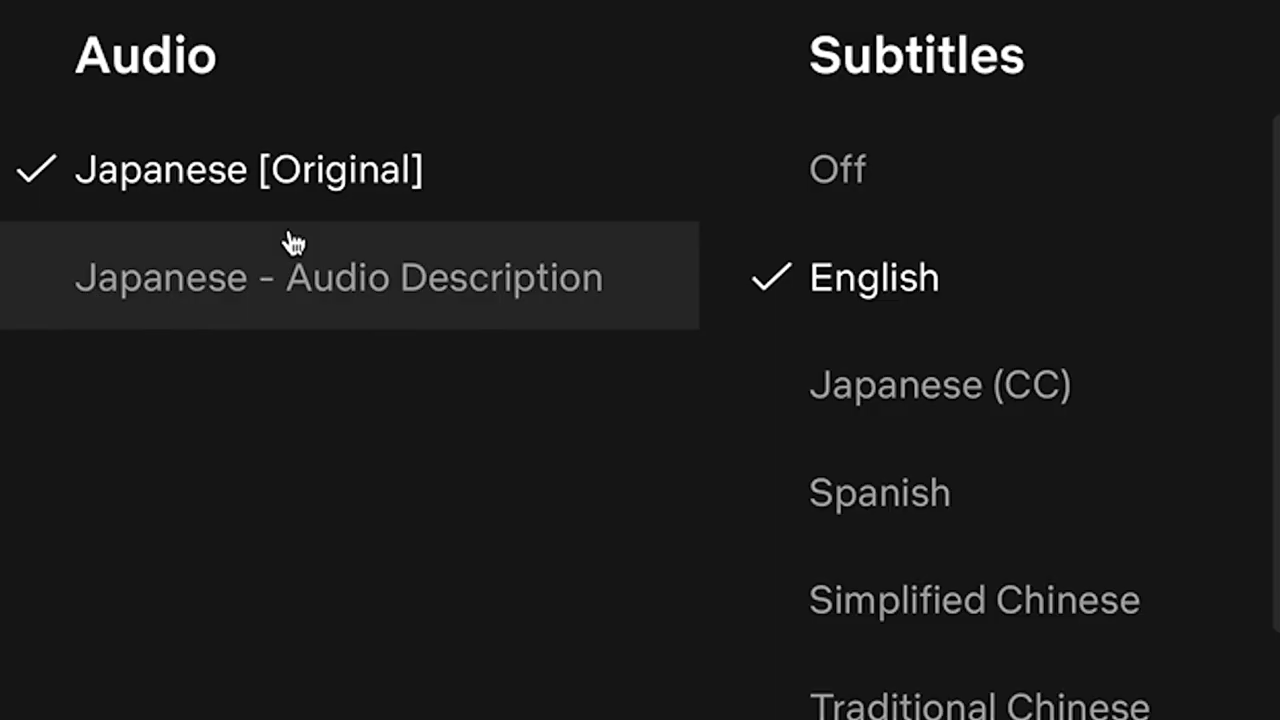 Audio
Japanese [Original]
Japanese - Audio Description
Subtitles
Off
English
Japanese (CC)
Spanish
Simplified Chinese
Traditional Chinese